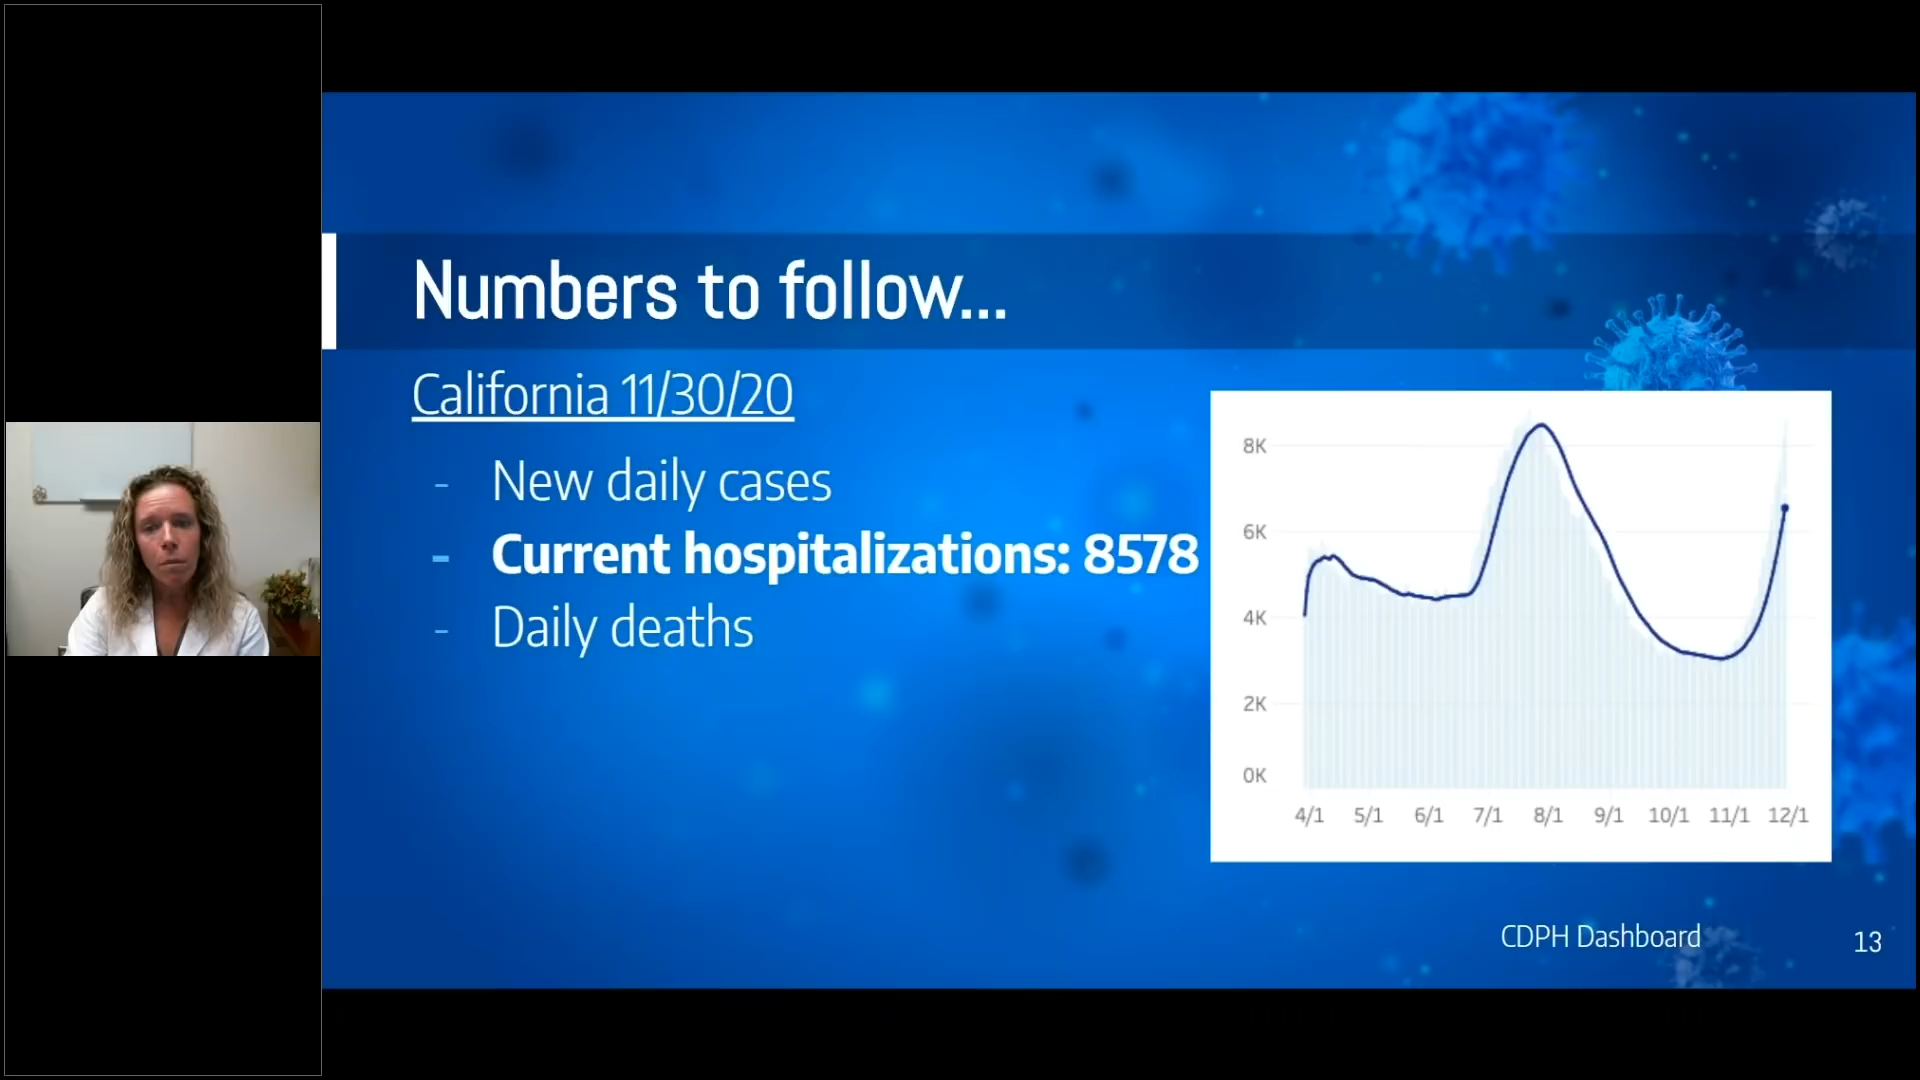 Numbers to follow...
California 11/30/20
- New daily cases
- Current hospitalizations: 8578
- Daily deaths
8K
6K
4K
2K
0K
4/1 5/1 6/1 7/1 8/1 9/1 10/1 11/1 12/1
CDPH Dashboard
13